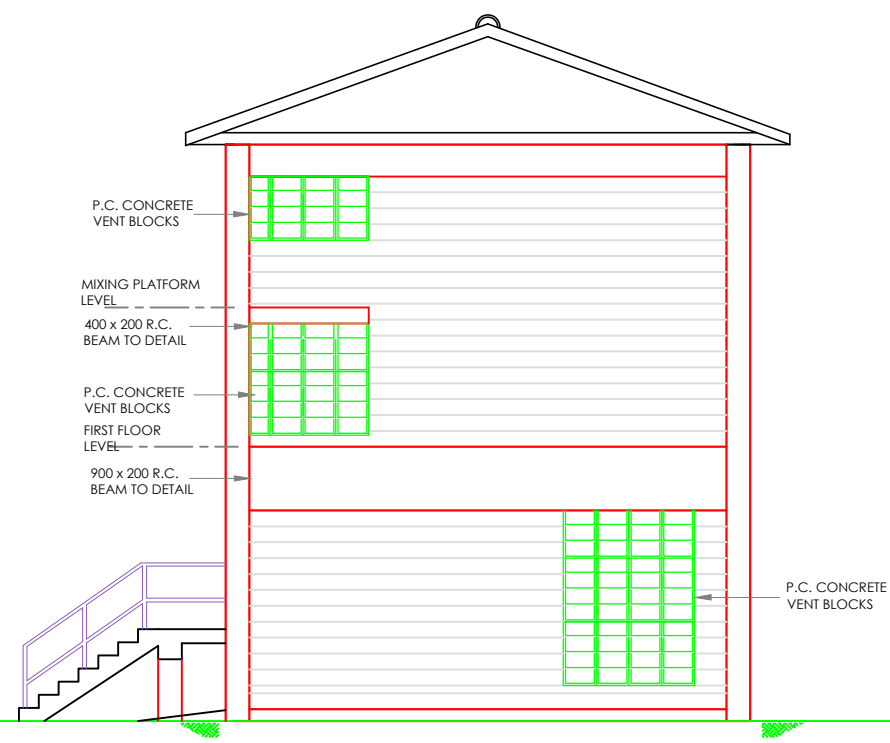 P.C. CONCRETE
VENT BLOCKS
MIXING PLATFORM
LEVEL
400 x 200 R.C.
BEAM TO DETAIL
P.C. CONCRETE
VENT BLOCKS
FIRST FLOOR
LEVEL
900 x 200 R.C.
BEAM TO DETAIL
P.C. CONCRETE
VENT BLOCKS